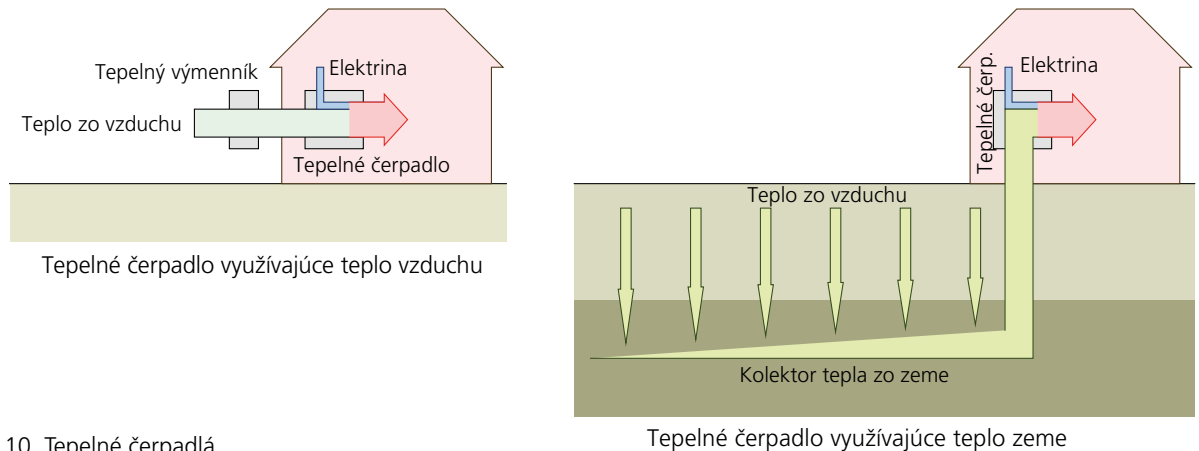 Tepelný výmenník
Elektrina
Teplo zo vzduchu
Tepelné čerpadlo
Tepelné čerpadlo využívajúce teplo vzduchu
Tepelné čerp.
Elektrina
Teplo zo vzduchu
Kolektor tepla zo zeme
Tepelné čerpadlo využívajúce teplo zeme
10 Tepelné čerpadlá